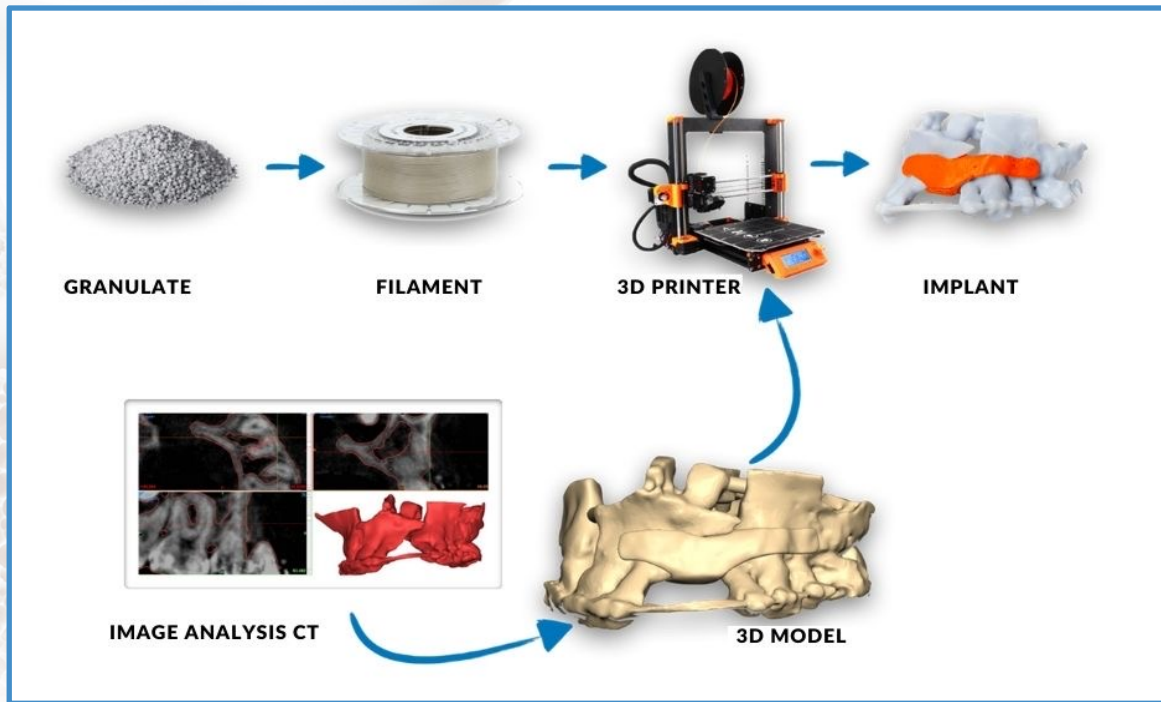 GRANULATE
FILAMENT
3D PRINTER
IMPLANT
IMAGE ANALYSIS CT
3D MODEL